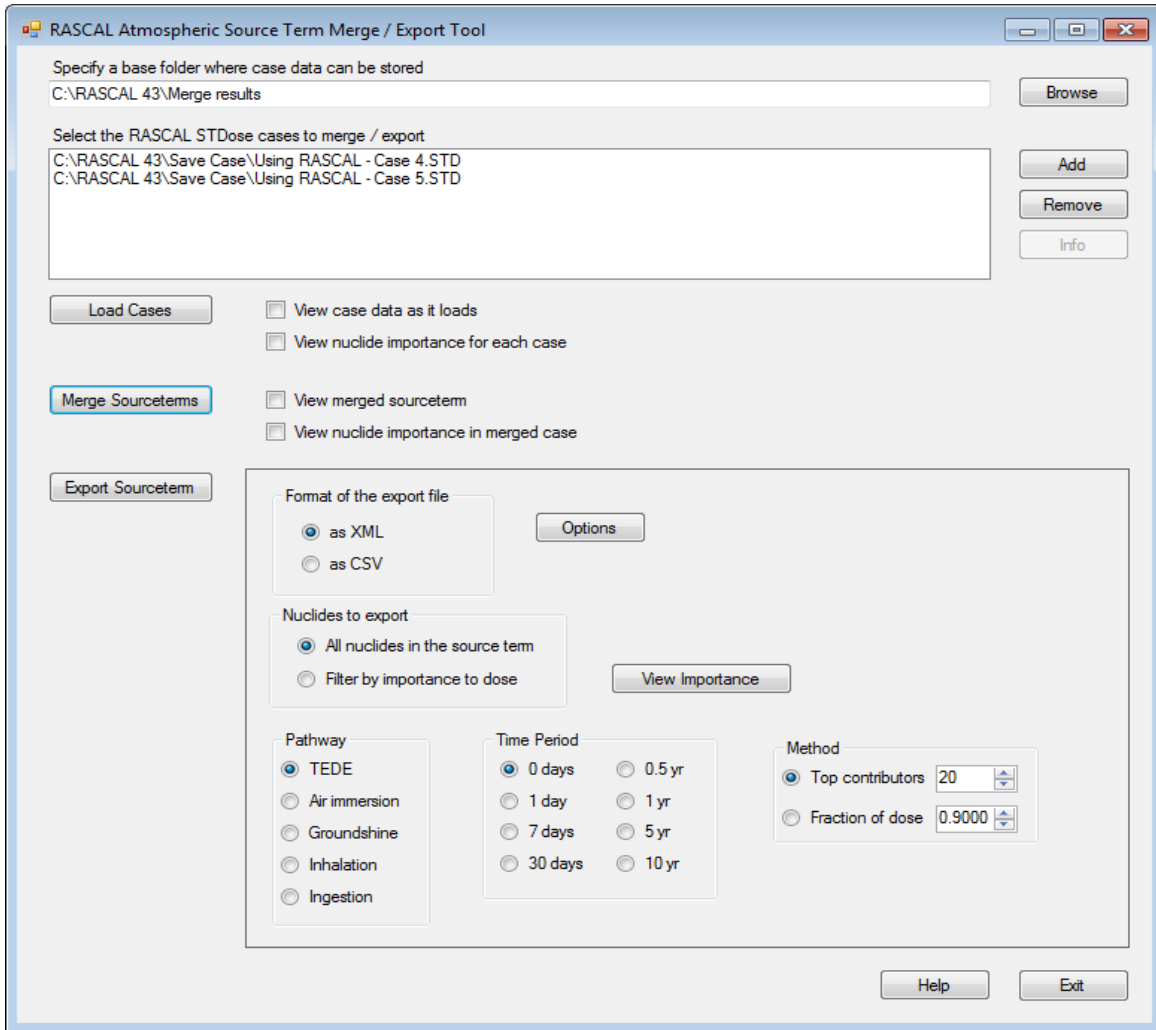 RASCAL Atmospheric Source Term Merge / Export Tool
Specify a base folder where case data can be stored
C:\RASCAL 43\Merge results
Browse
Select the RASCAL STDose cases to merge / export
C:\RASCAL 43\Save Case\Using RASCAL - Case 4.STD
C:\RASCAL 43\Save Case\Using RASCAL - Case 5.STD
Add
Remove
Info
Load Cases
View case data as it loads
View nuclide importance for each case
Merge Sourceterms
View merged sourceterm
View nuclide importance in merged case
Export Sourceterm
Format of the export file
as XML
as CSV
Options
Nuclides to export
All nuclides in the source term
Filter by importance to dose
View Importance
Pathway
TEDE
Air immersion
Groundshine
Inhalation
Ingestion
Time Period
0 days
0.5 yr
1 day
1 yr
7 days
5 yr
30 days
10 yr
Method
Top contributors 20
Fraction of dose 0.9000
Help
Exit